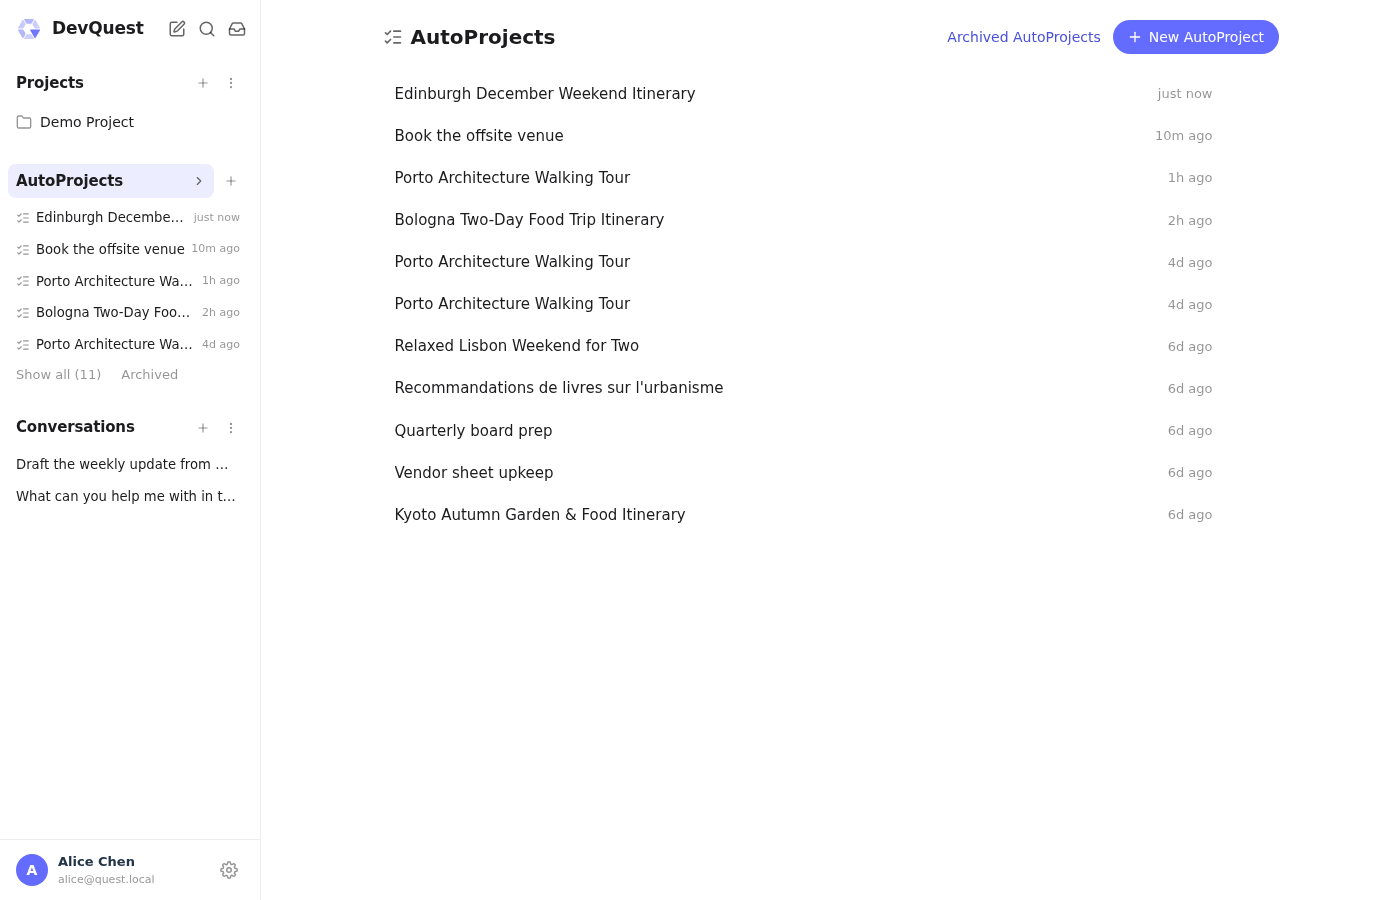 DevQuest
Projects
Demo Project
AutoProjects
Edinburgh Decembe... just now
Book the offsite venue 10m ago
Porto Architecture Wa... 1h ago
Bologna Two-Day Foo... 2h ago
Porto Architecture Wa... 4d ago
Show all (11) Archived
Conversations
Draft the weekly update from ...
What can you help me with in t...
A
Alice Chen
alice@quest.local
AutoProjects
Archived AutoProjects
New AutoProject
Edinburgh December Weekend Itinerary just now
Book the offsite venue 10m ago
Porto Architecture Walking Tour 1h ago
Bologna Two-Day Food Trip Itinerary 2h ago
Porto Architecture Walking Tour 4d ago
Porto Architecture Walking Tour 4d ago
Relaxed Lisbon Weekend for Two 6d ago
Recommandations de livres sur l'urbanisme 6d ago
Quarterly board prep 6d ago
Vendor sheet upkeep 6d ago
Kyoto Autumn Garden & Food Itinerary 6d ago